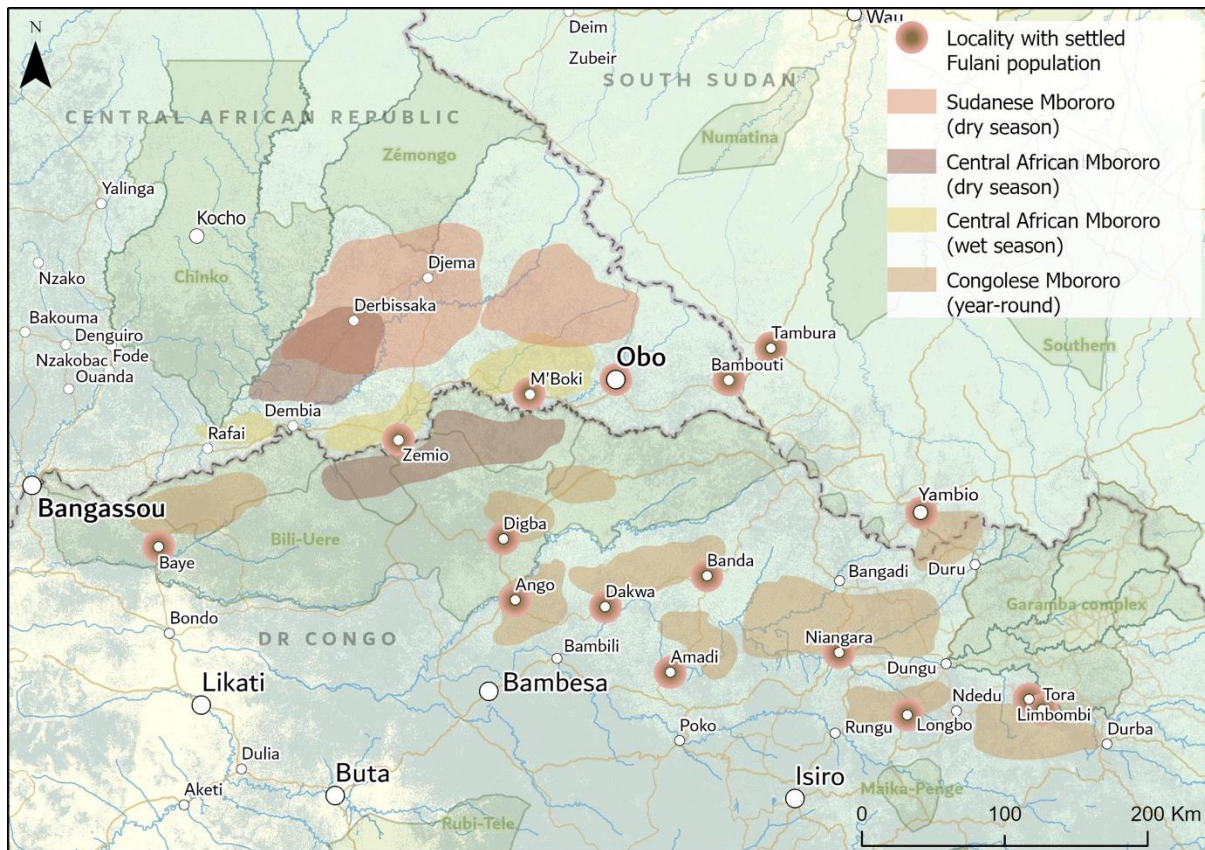 N
Deim
Zubeir
Wau
SOUTH SUDAN
CENTRAL AFRICAN REPUBLIC
Numatina
Zémongo
Yalinga
Kocho
Chinko
Djema
Nzako
Derbissaka
Bakouma
Denguiro
Nzakobac
Fode
Ouanda
Tambura
Southern
Obo
Bambouti
M'Boki
Dembia
Rafai
Zemio
Bangassou
Yambio
Digba
Bili-Uere
Baye
Banda
Bangadi
Duru
Ango
Dakwa
Garamba complex
Bondo
DR CONGO
Bambili
Niangara
Amadi
Dungu
Likati
Bambesa
Ndedu
Tora
Limbombi
Longbo
Rungu
Poko
Durba
Dulia
Buta
Isiro
Aketi
Maika-Penge
Rubi-Tele
Locality with settled
Fulani population
Sudanese Mbororo
(dry season)
Central African Mbororo
(dry season)
Central African Mbororo
(wet season)
Congolese Mbororo
(year-round)
0 100 200 Km